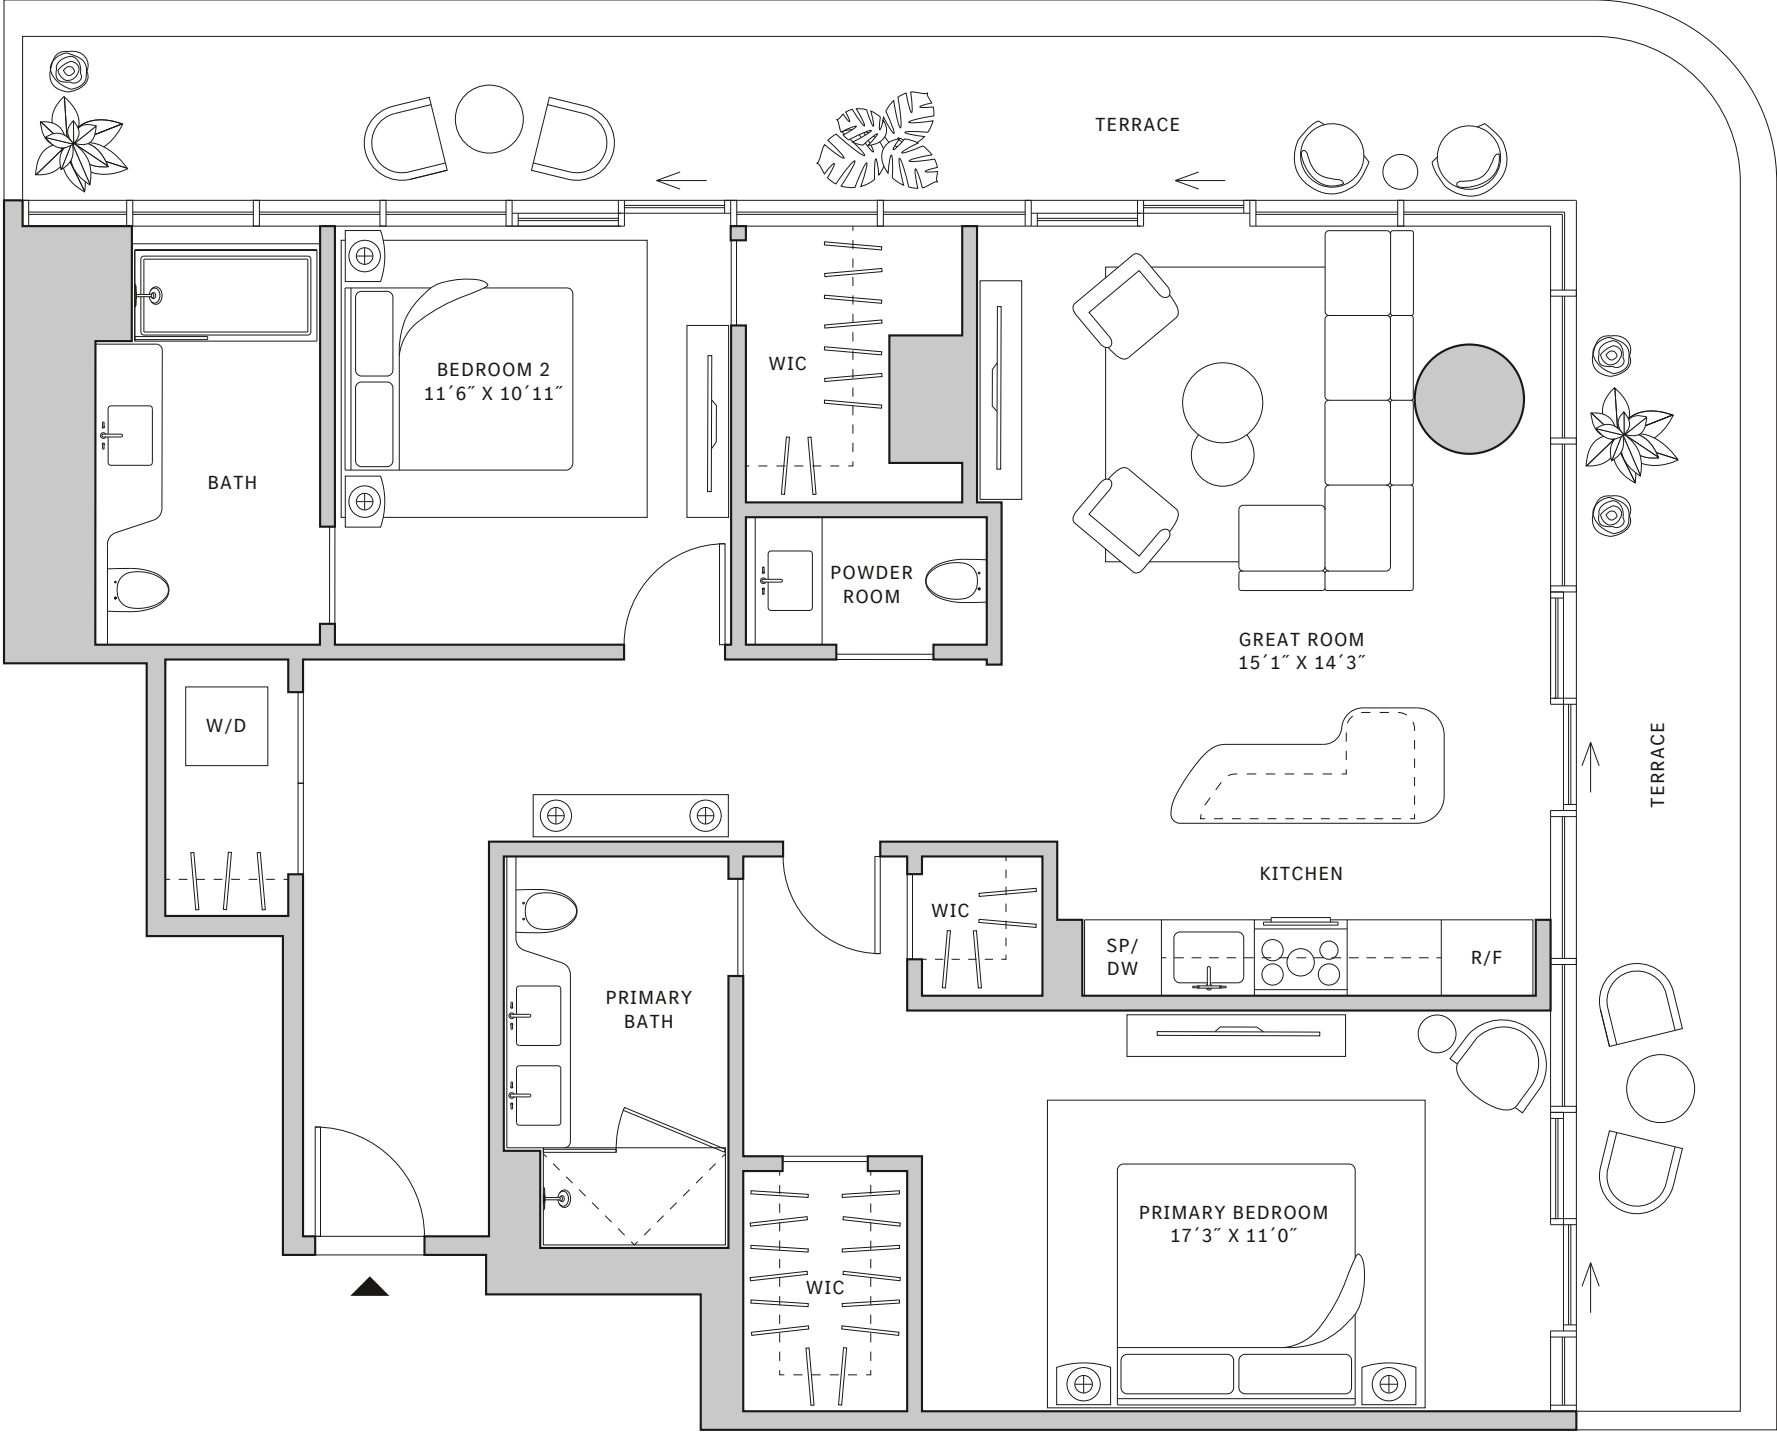 TERRACE
BEDROOM 2
11´6˝ X 10´11˝
WIC
BATH
POWDER
ROOM
GREAT ROOM
15´1˝ X 14´3˝
W/D
TERRACE
KITCHEN
WIC
SP/
DW
R/F
PRIMARY
BATH
PRIMARY BEDROOM
17´3˝ X 11´0˝
WIC